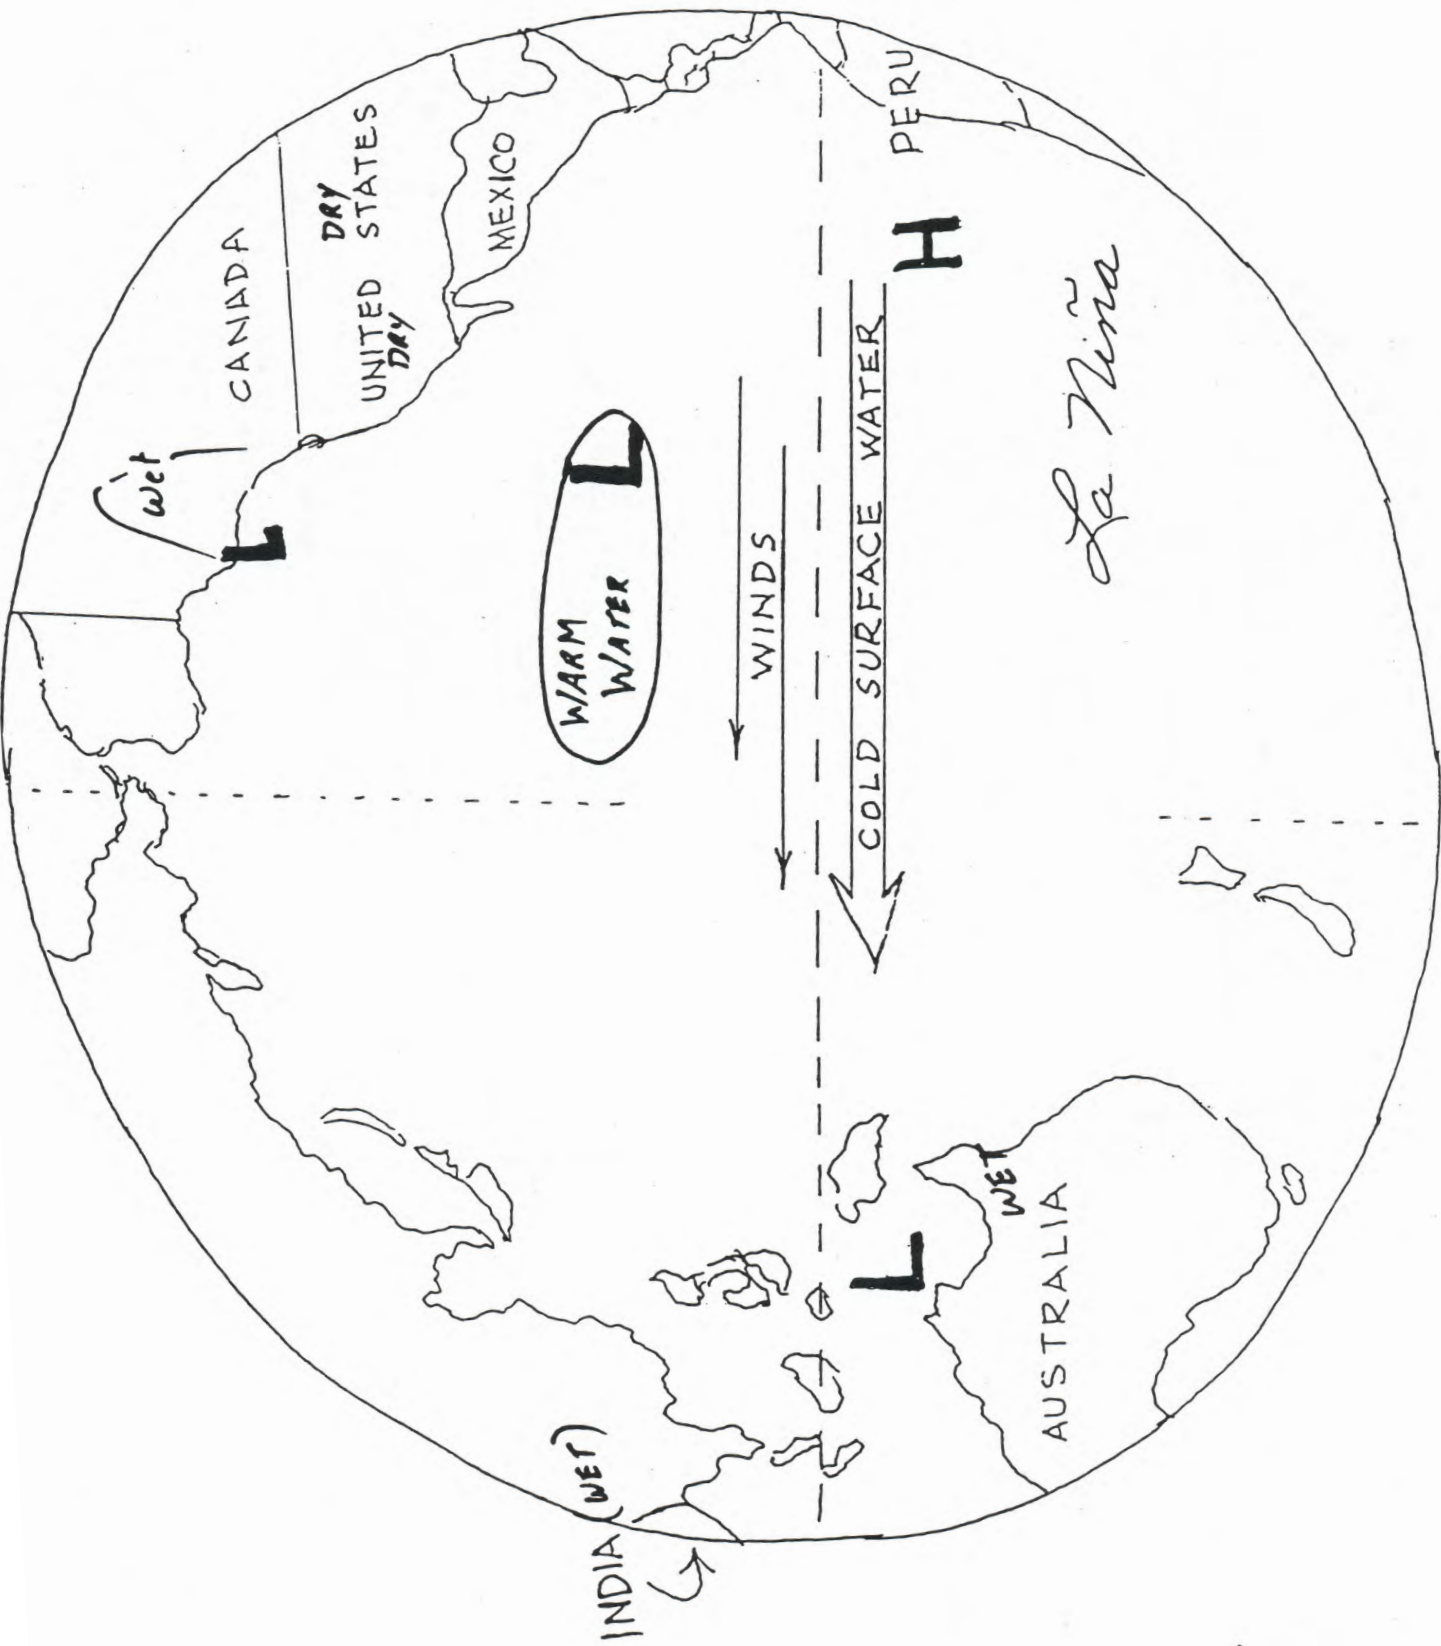 CANADA
Wet
L
DRY
UNITED STATES
DRY
MEXICO
WARM
WATER
L
WINDS
COLD SURFACE WATER
H
PERU
La Niña
INDIA (WET)
L
WET
AUSTRALIA